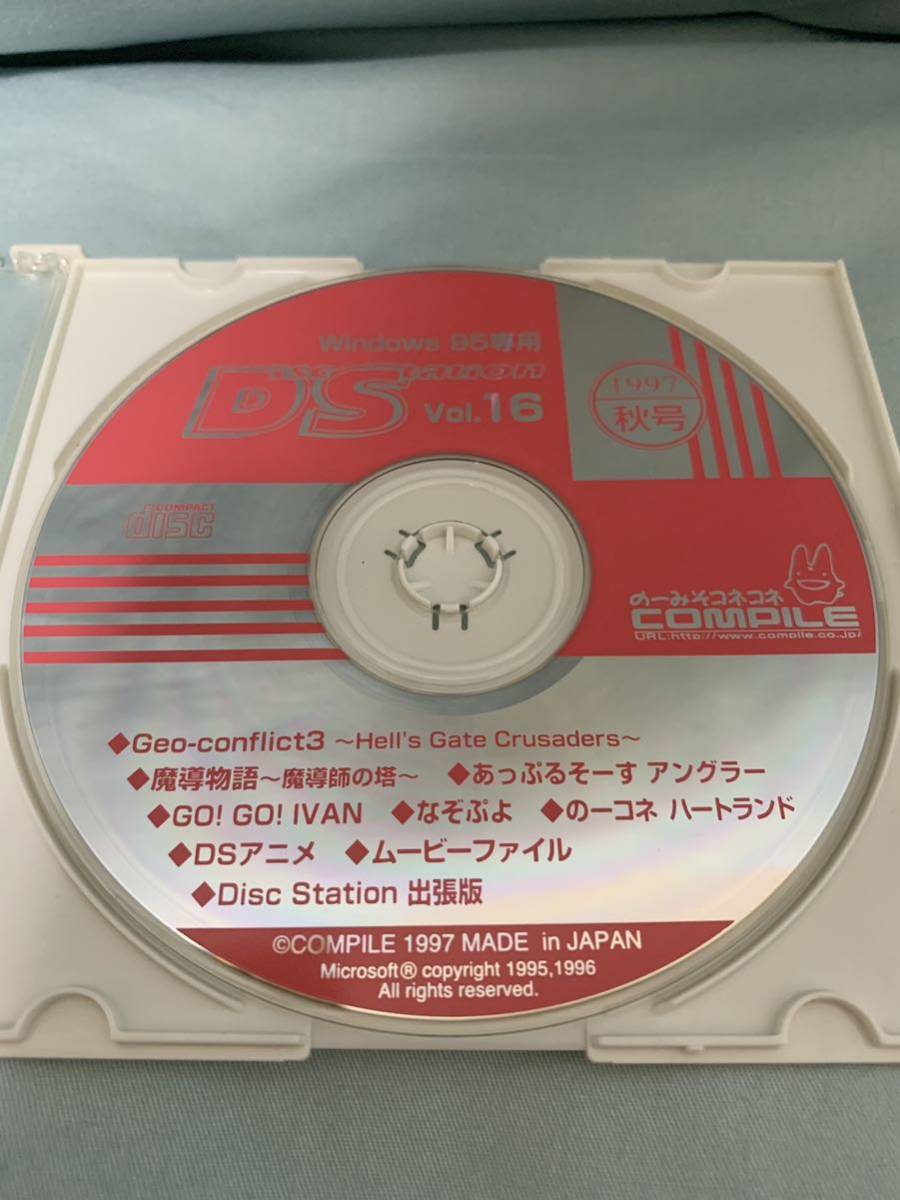 Windows 95専用
Disc Station
DS Vol.16
1997
秋号
COMPACT
disc
のーみそコネコネ
COMPILE
URL:http://www.compile.co.jp/
◆Geo-conflict3 ～Hell's Gate Crusaders～
◆魔導物語～魔導師の塔～ ◆あっぷるそーす アングラー
◆GO! GO! IVAN ◆なぞぷよ ◆のーコネ ハートランド
◆DSアニメ ◆ムービーファイル
◆Disc Station 出張版
©COMPILE 1997 MADE in JAPAN
Microsoft® copyright 1995,1996
All rights reserved.